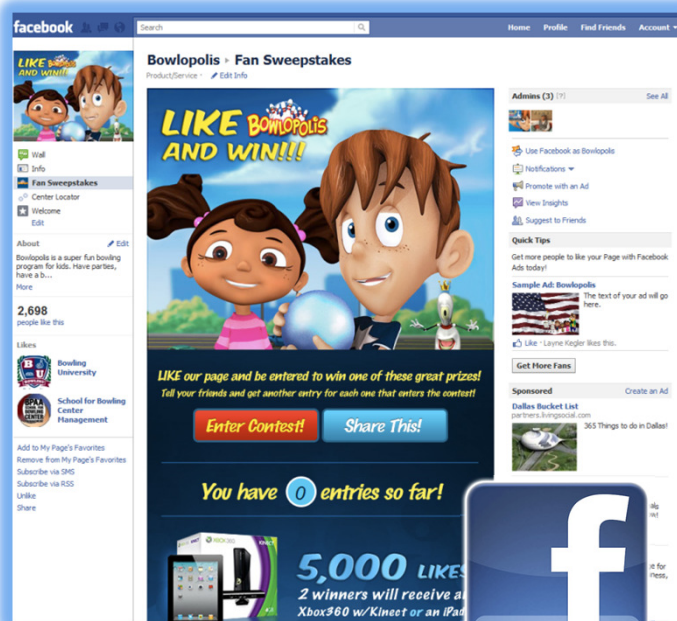 facebook
Search
Home Profile Find Friends Account
LIKE Bowlopolis
AND WIN!!!
Bowlopolis ▸ Fan Sweepstakes
Product/Service · Edit Info
Wall
Info
Fan Sweepstakes
Center Locator
Welcome
Edit
About Edit
Bowlopolis is a super fun bowling
program for kids. Have parties,
have a b...
More
2,698
people like this
Likes
BU
Bowling
University
BPAA
School for Bowling
Center
Management
Add to My Page's Favorites
Remove from My Page's Favorites
Subscribe via SMS
Subscribe via RSS
Unlike
Share
LIKE BOWLOPOLIS
AND WIN!!!
LIKE our page and be entered to win one of these great prizes!
Tell your friends and get another entry for each one that enters the contest!
Enter Contest! Share This!
You have 0 entries so far!
XBOX 360 KINECT
5,000 LIKES
2 winners will receive a
Xbox360 w/Kinect or an iPad
Admins (3) [?] See All
Use Facebook as Bowlopolis
Notifications
Promote with an Ad
View Insights
Suggest to Friends
Quick Tips
Get more people to like your Page with Facebook
Ads today!
Sample Ad: Bowlopolis
The text of your ad will go
here.
Like · Layne Kegler likes this.
Get More Fans
Sponsored Create an Ad
Dallas Bucket List
partners.livingsocial.com
365 Things to do in Dallas!
f